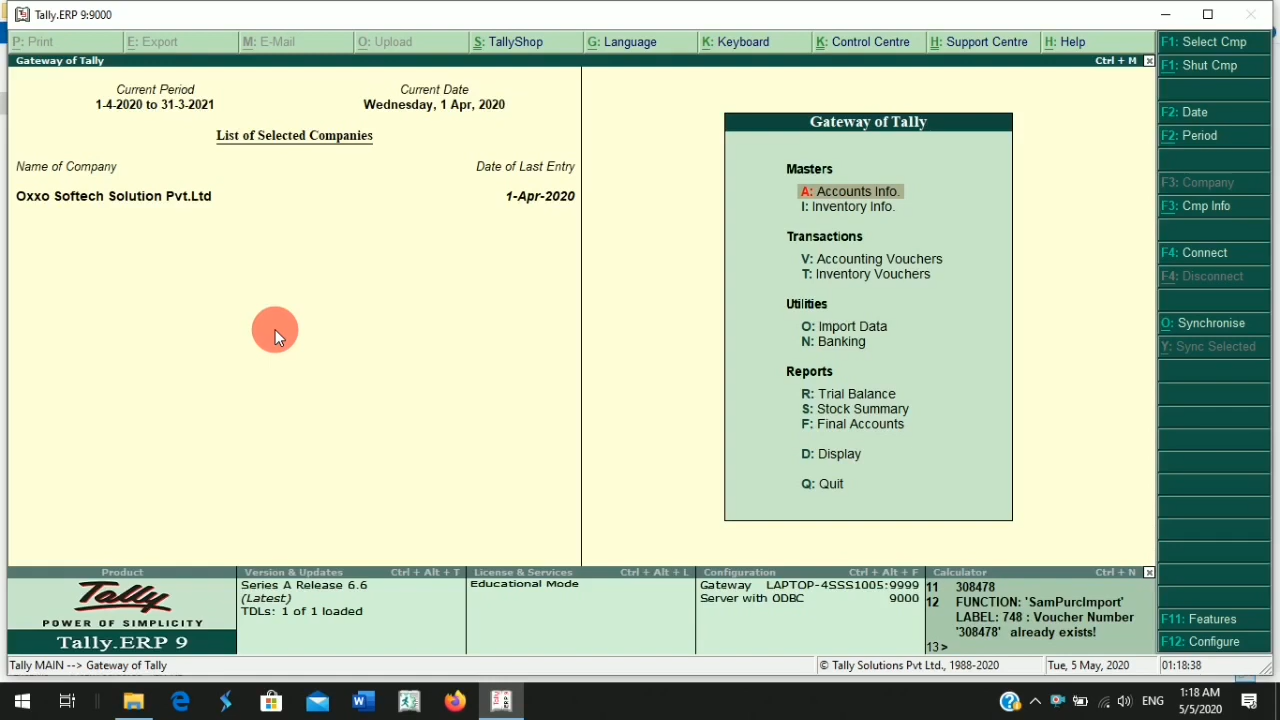 Tally.ERP 9:9000
P: Print E: Export M: E-Mail O: Upload S: TallyShop G: Language K: Keyboard K: Control Centre H: Support Centre H: Help
Gateway of Tally Ctrl + M
Current Period Current Date
1-4-2020 to 31-3-2021 Wednesday, 1 Apr, 2020
List of Selected Companies
Name of Company Date of Last Entry
Oxxo Softech Solution Pvt.Ltd 1-Apr-2020
Gateway of Tally
Masters
A: Accounts Info.
I: Inventory Info.
Transactions
V: Accounting Vouchers
T: Inventory Vouchers
Utilities
O: Import Data
N: Banking
Reports
R: Trial Balance
S: Stock Summary
F: Final Accounts
D: Display
Q: Quit
F1: Select Cmp
F1: Shut Cmp
F2: Date
F2: Period
F3: Company
F3: Cmp Info
F4: Connect
F4: Disconnect
O: Synchronise
Y: Sync Selected
F11: Features
F12: Configure
Product
Tally
POWER OF SIMPLICITY
Tally.ERP 9
Version & Updates Ctrl + Alt + T
Series A Release 6.6
(Latest)
TDLs: 1 of 1 loaded
License & Services Ctrl + Alt + L
Educational Mode
Configuration Ctrl + Alt + F
Gateway LAPTOP-4SSS1005:9999
Server with ODBC 9000
Calculator Ctrl + N
11 308478
12 FUNCTION: 'SamPurcImport'
LABEL: 748 : Voucher Number
'308478' already exists!
13>
Tally MAIN --> Gateway of Tally © Tally Solutions Pvt Ltd., 1988-2020 Tue, 5 May, 2020 01:18:38
ENG 1:18 AM
5/5/2020